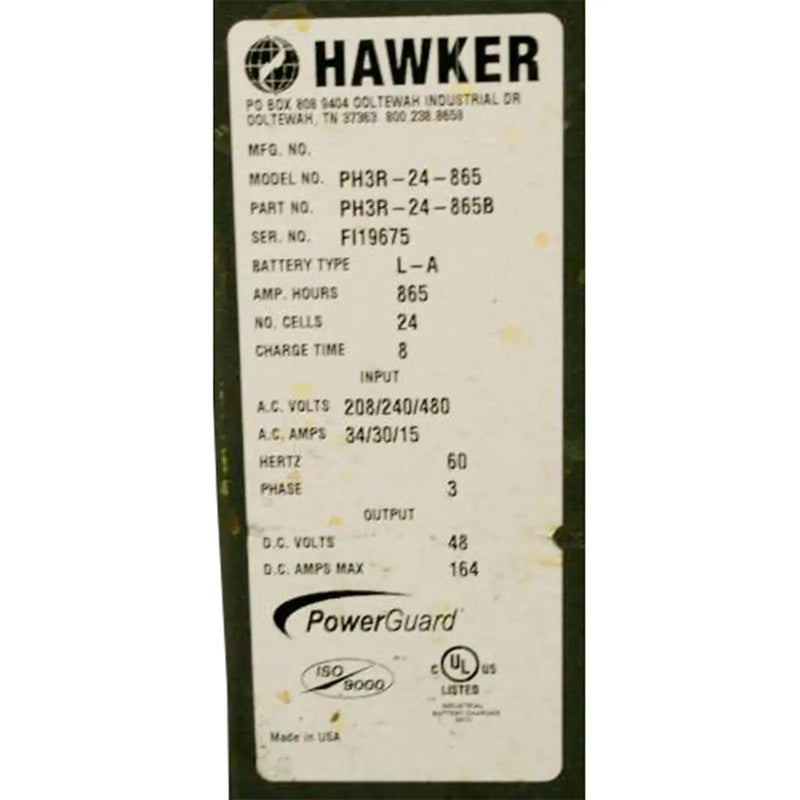 HAWKER
PO BOX 808 9404 OOLTEWAH INDUSTRIAL DR
OOLTEWAH, TN 37363 800 238.8658
MFG. NO.
MODEL NO. PH3R-24-865
PART NO. PH3R-24-865B
SER. NO. FI19675
BATTERY TYPE L-A
AMP. HOURS 865
NO. CELLS 24
CHARGE TIME 8
INPUT
A.C. VOLTS 208/240/480
A.C. AMPS 34/30/15
HERTZ 60
PHASE 3
OUTPUT
D.C. VOLTS 48
D.C. AMPS MAX 164
PowerGuard
ISO 9000
C UL US
LISTED
INDUSTRIAL
BATTERY CHARGER
Made in USA